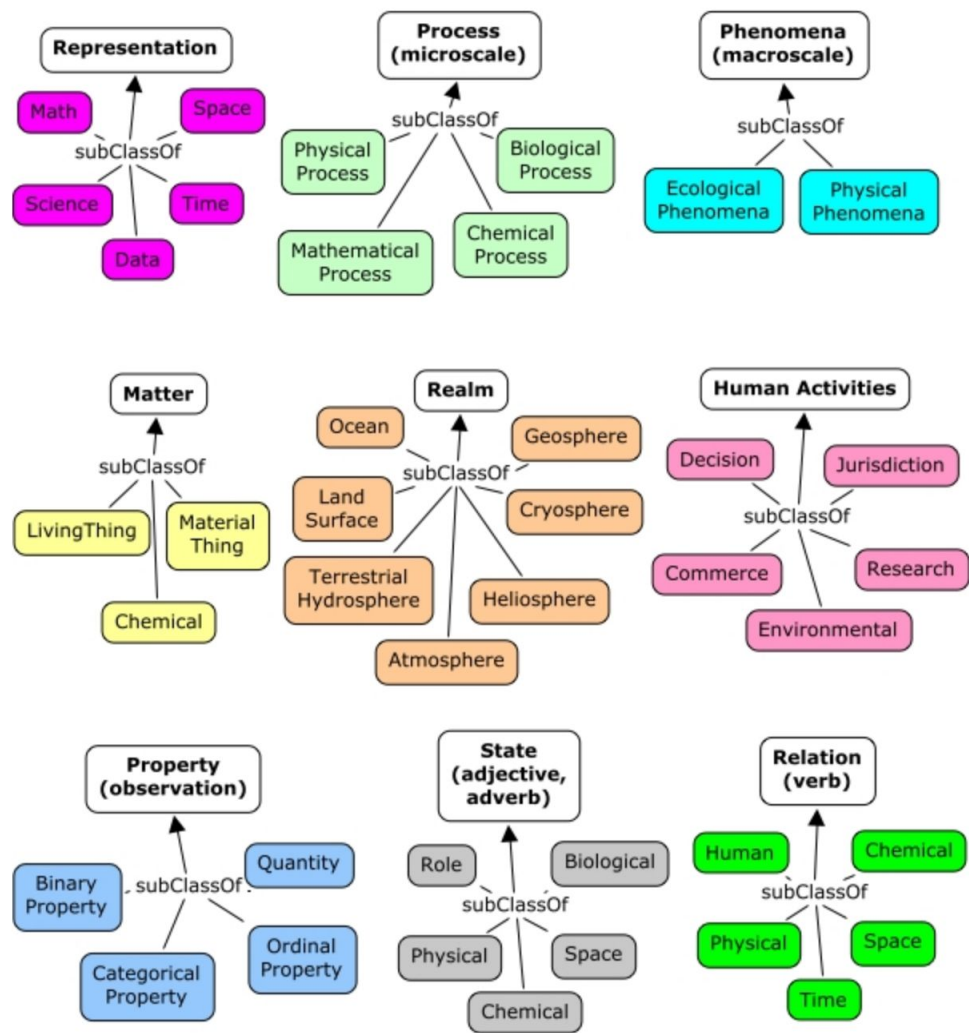 Representation
Math
Space
subClassOf
Science
Time
Data
Process
(microscale)
subClassOf
Physical
Process
Biological
Process
Mathematical
Process
Chemical
Process
Phenomena
(macroscale)
subClassOf
Ecological
Phenomena
Physical
Phenomena
Matter
subClassOf
LivingThing
Material
Thing
Chemical
Realm
Ocean
Geosphere
subClassOf
Land
Surface
Cryosphere
Terrestrial
Hydrosphere
Heliosphere
Atmosphere
Human Activities
Decision
Jurisdiction
subClassOf
Commerce
Research
Environmental
Property
(observation)
Quantity
subClassOf
Binary
Property
Ordinal
Property
Categorical
Property
State
(adjective,
adverb)
Role
Biological
subClassOf
Physical
Space
Chemical
Relation
(verb)
Human
Chemical
subClassOf
Physical
Space
Time